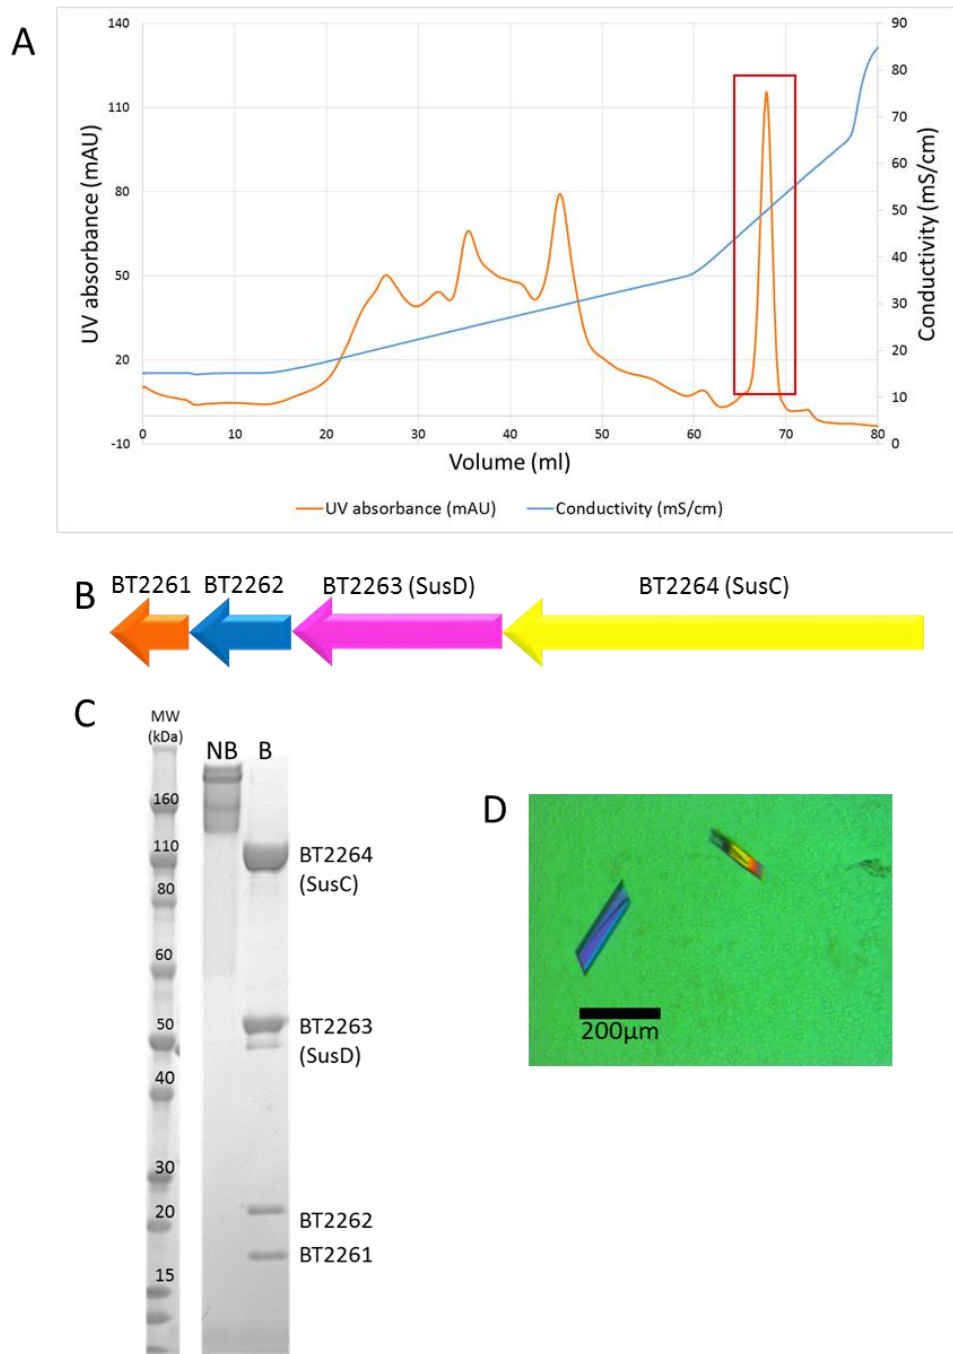 A
140
110
80
50
20
-10
UV absorbance (mAU)
0
10
20
30
40
50
60
70
80
Volume (ml)
90
80
70
60
50
40
30
20
10
0
Conductivity (mS/cm)
UV absorbance (mAU)
Conductivity (mS/cm)
B
BT2261
BT2262
BT2263 (SusD)
BT2264 (SusC)
C
MW
(kDa)
NB
B
160
110
80
60
50
40
30
20
15
BT2264
(SusC)
BT2263
(SusD)
BT2262
BT2261
D
200μm